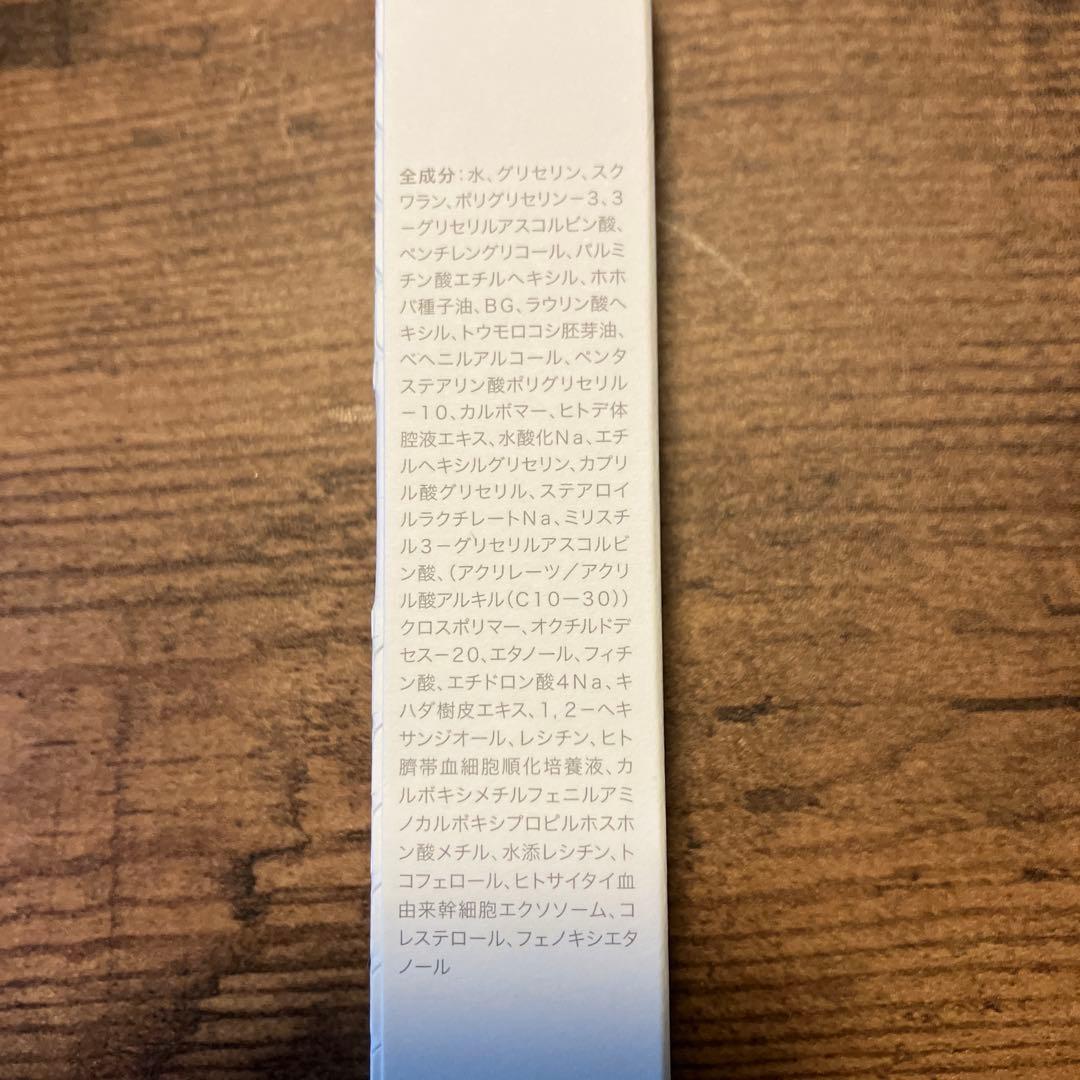 全成分：水、グリセリン、スク
ワラン、ポリグリセリン－3、3
－グリセリルアスコルビン酸、
ペンチレングリコール、パルミ
チン酸エチルヘキシル、ホホ
バ種子油、BG、ラウリン酸ヘ
キシル、トウモロコシ胚芽油、
ベヘニルアルコール、ペンタ
ステアリン酸ポリグリセリル
－10、カルボマー、ヒトデ体
腔液エキス、水酸化Na、エチ
ルヘキシルグリセリン、カプリ
ル酸グリセリル、ステアロイ
ルラクチレートNa、ミリスチ
ル3－グリセリルアスコルビ
ン酸、（アクリレーツ／アクリ
ル酸アルキル（C10－30））
クロスポリマー、オクチルドデ
セス－20、エタノール、フィチ
ン酸、エチドロン酸4Na、キ
ハダ樹皮エキス、1,2－ヘキ
サンジオール、レシチン、ヒト
臍帯血細胞順化培養液、カ
ルボキシメチルフェニルアミ
ノカルボキシプロピルホスホ
ン酸メチル、水添レシチン、ト
コフェロール、ヒトサイタイ血
由来幹細胞エクソソーム、コ
レステロール、フェノキシエタ
ノール